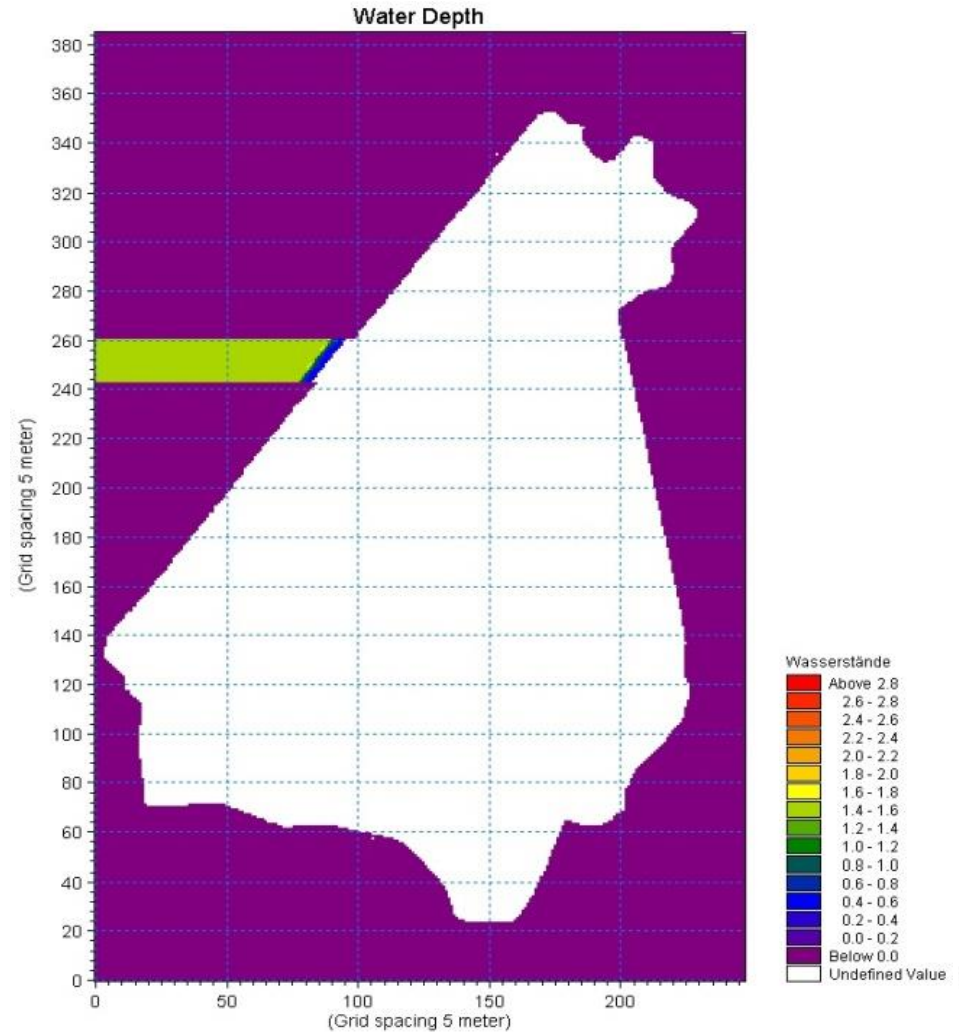 Water Depth
380
360
340
320
300
280
260
240
220
200
180
160
140
120
100
80
60
40
20
0
(Grid spacing 5 meter)
0 50 100 150 200
(Grid spacing 5 meter)
Wasserstände
Above 2.8
2.6 - 2.8
2.4 - 2.6
2.2 - 2.4
2.0 - 2.2
1.8 - 2.0
1.6 - 1.8
1.4 - 1.6
1.2 - 1.4
1.0 - 1.2
0.8 - 1.0
0.6 - 0.8
0.4 - 0.6
0.2 - 0.4
0.0 - 0.2
Below 0.0
Undefined Value